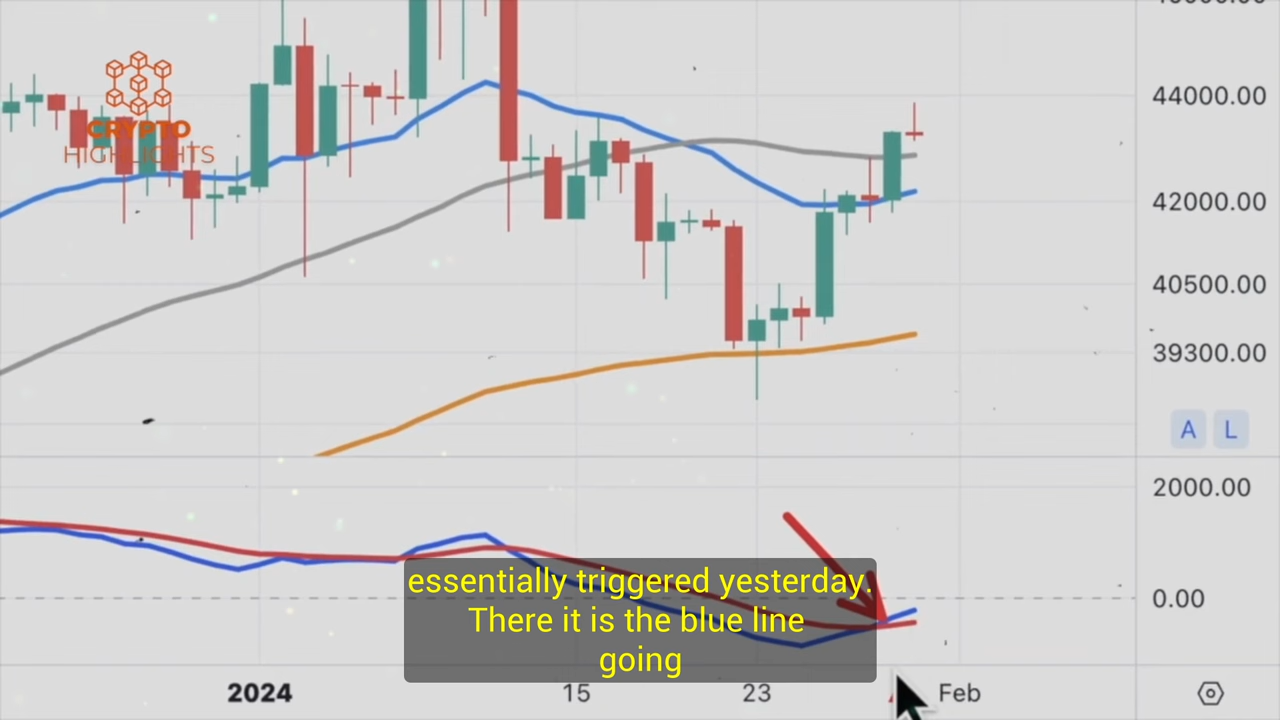 CRYPTO
HIGHLIGHTS
44000.00
42000.00
40500.00
39300.00
A L
2000.00
0.00
essentially triggered yesterday.
There it is the blue line
going
2024 15 23 Feb